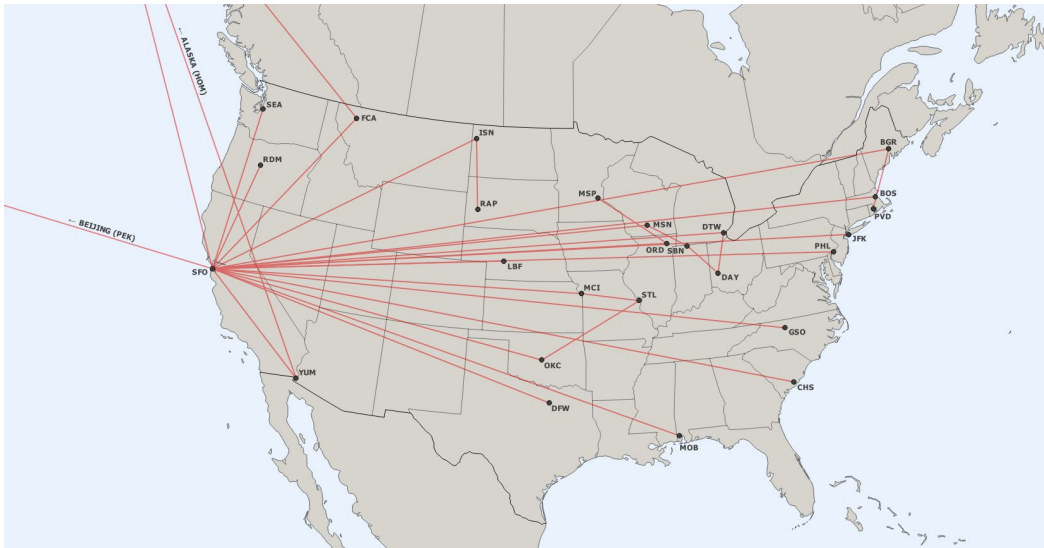 ← ALASKA (HOM)
SEA
FCA
ISN
BGR
RDM
MSP
BOS
RAP
PVD
← BEIJING (PEK)
MSN
DTW
JFK
ORD
SBN
PHL
SFO
LBF
DAY
MCI
STL
GSO
OKC
YUM
CHS
DFW
MOB